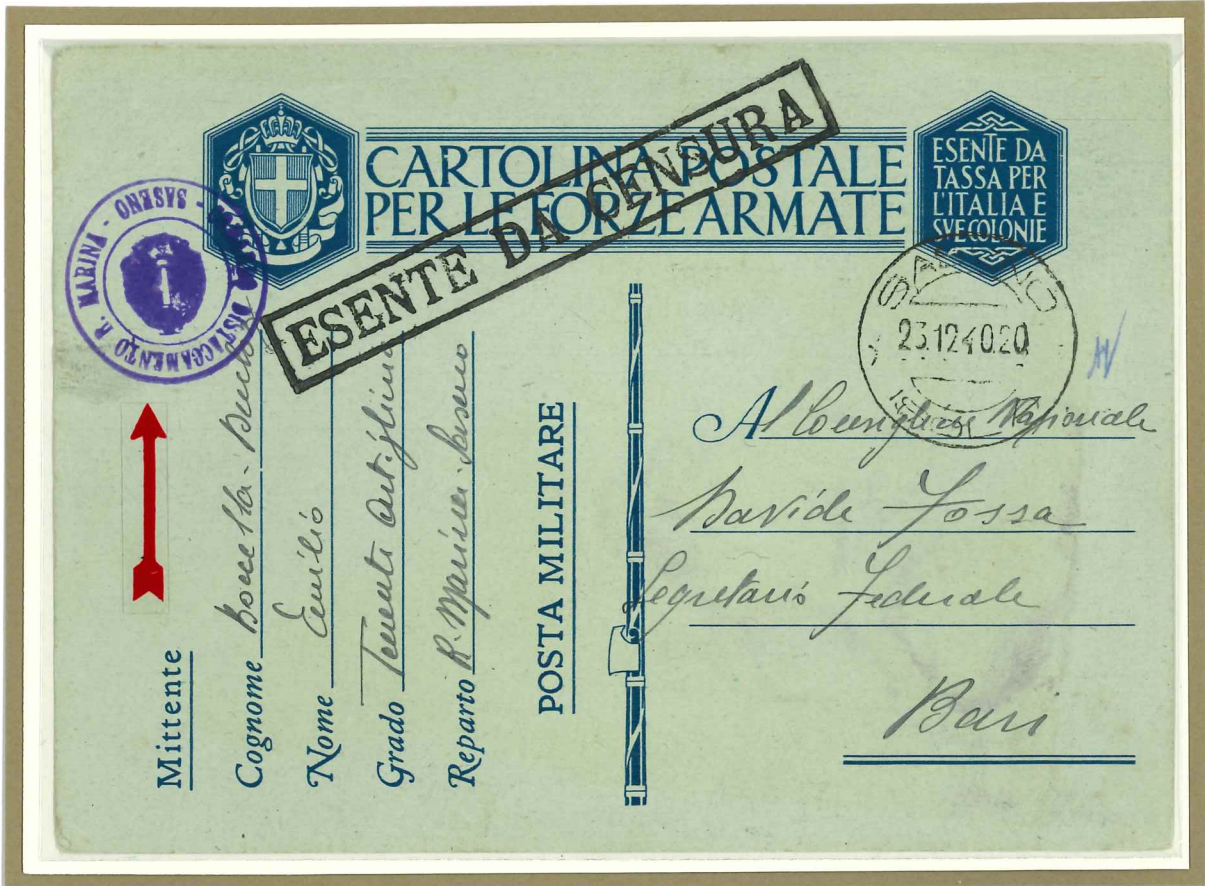 CARTOLINA POSTALE
PER LE FORZE ARMATE
ESENTE DA
TASSA PER
L'ITALIA E
SVE COLONIE
ESENTE DA CENSURA
DISTACCAMENTO R. MARINA - SASENO -
SASENO
23.12.40.20
Mittente
Cognome
Nome Emilio
Grado Tenente Artiglieria
Reparto R. Marina Saseno
POSTA MILITARE
Al Consigliere Nazionale
Davide Fossa
Segretario Federale
Bari